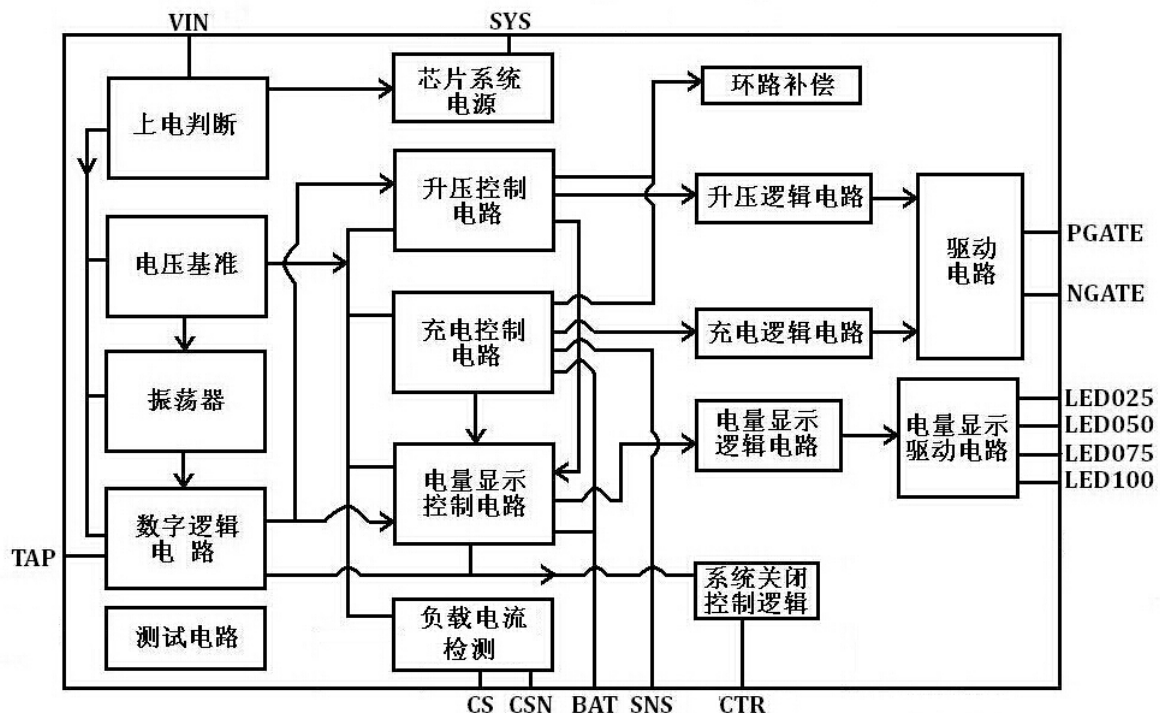 VIN
SYS
上电判断
芯片系统
电源
环路补偿
升压控制
电路
升压逻辑电路
电压基准
驱动
电路
PGATE
NGATE
充电控制
电路
充电逻辑电路
振荡器
电量显示
逻辑电路
电量显示
驱动电路
LED025
LED050
LED075
LED100
电量显示
控制电路
数字逻辑
电 路
TAP
系统关闭
控制逻辑
测试电路
负载电流
检测
CS
CSN
BAT
SNS
CTR